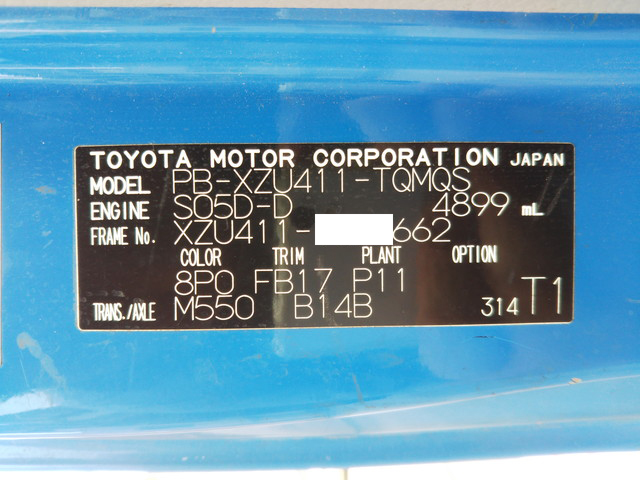 TOYOTA MOTOR CORPORATION JAPAN
MODEL PB-XZU411-TQMQS
ENGINE S05D-D 4899 mL
FRAME No. XZU411- 662
COLOR TRIM PLANT OPTION
8P0 FB17 P11
TRANS./AXLE M550 B14B 314 T1